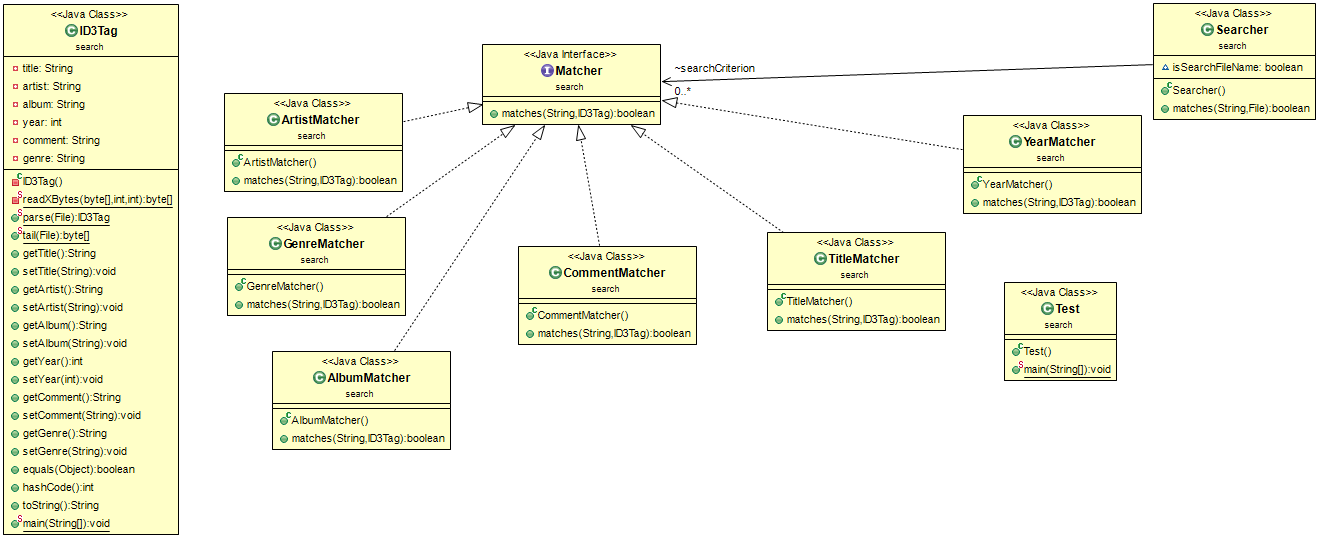 <<Java Class>>
ID3Tag
search
title: String
artist: String
album: String
year: int
comment: String
genre: String
ID3Tag()
readXBytes(byte[],int,int):byte[]
parse(File):ID3Tag
tail(File):byte[]
getTitle():String
setTitle(String):void
getArtist():String
setArtist(String):void
getAlbum():String
setAlbum(String):void
getYear():int
setYear(int):void
getComment():String
setComment(String):void
getGenre():String
setGenre(String):void
equals(Object):boolean
hashCode():int
toString():String
main(String[]):void
<<Java Interface>>
Matcher
search
matches(String,ID3Tag):boolean
~searchCriterion
0..*
<<Java Class>>
Searcher
search
isSearchFileName: boolean
Searcher()
matches(String,File):boolean
<<Java Class>>
ArtistMatcher
search
ArtistMatcher()
matches(String,ID3Tag):boolean
<<Java Class>>
YearMatcher
search
YearMatcher()
matches(String,ID3Tag):boolean
<<Java Class>>
GenreMatcher
search
GenreMatcher()
matches(String,ID3Tag):boolean
<<Java Class>>
CommentMatcher
search
CommentMatcher()
matches(String,ID3Tag):boolean
<<Java Class>>
TitleMatcher
search
TitleMatcher()
matches(String,ID3Tag):boolean
<<Java Class>>
Test
search
Test()
main(String[]):void
<<Java Class>>
AlbumMatcher
search
AlbumMatcher()
matches(String,ID3Tag):boolean